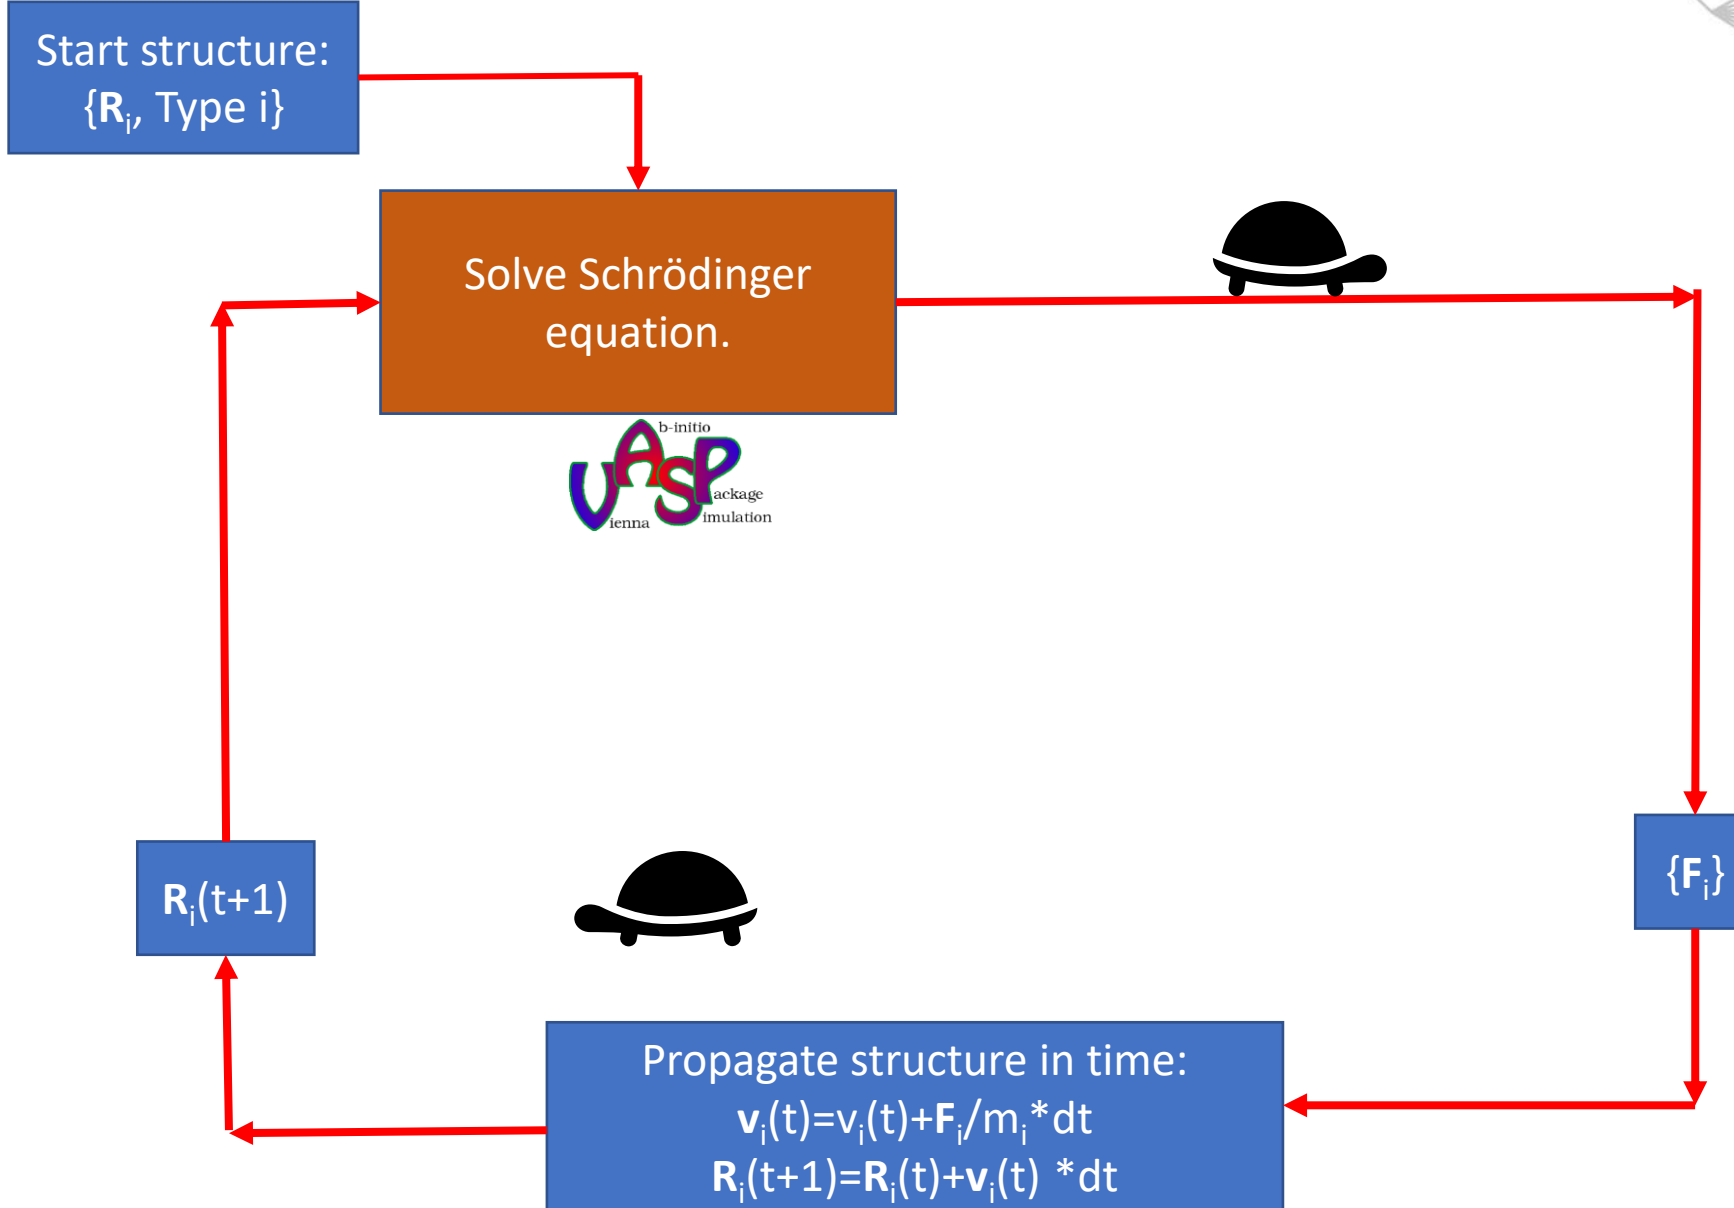 Start structure:
{Rᵢ, Type i}
Solve Schrödinger
equation.
VASP
b-initio
ackage
ienna
imulation
Rᵢ(t+1)
{Fᵢ}
Propagate structure in time:
vᵢ(t)=vᵢ(t)+Fᵢ/mᵢ*dt
Rᵢ(t+1)=Rᵢ(t)+vᵢ(t) *dt